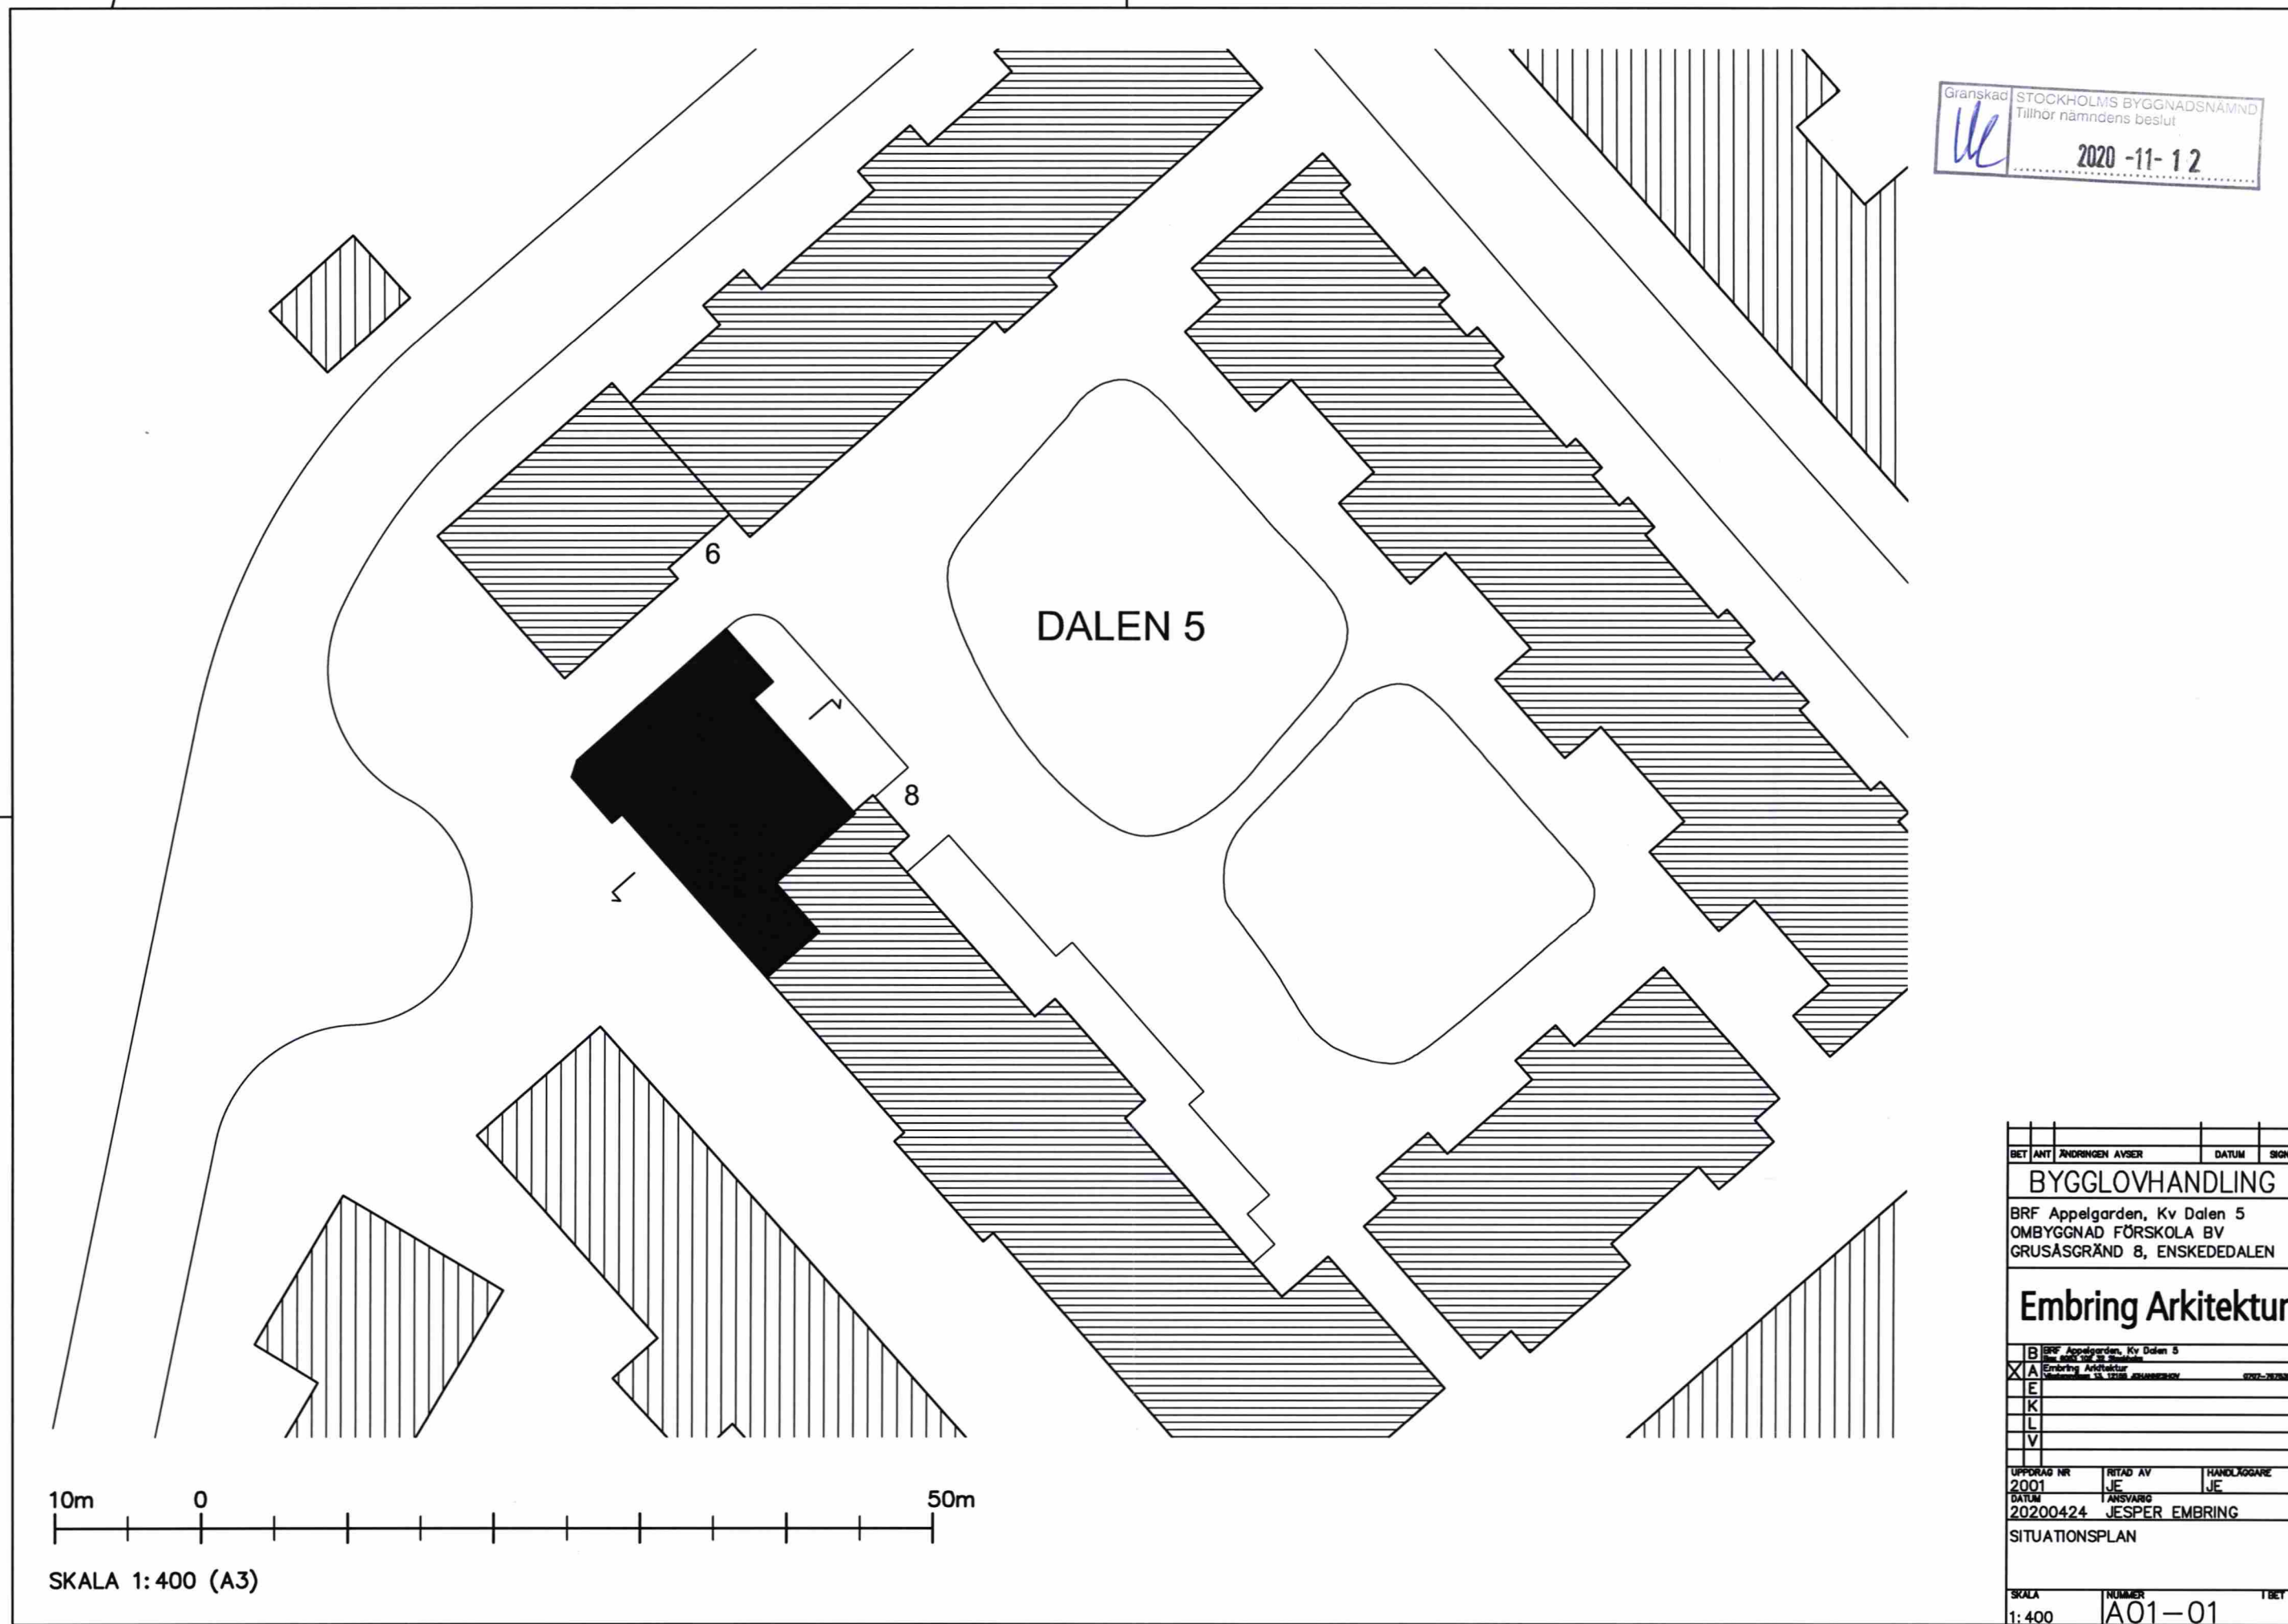 Granskad
STOCKHOLMS BYGGNADSNÄMND
Tillhör nämndens beslut
2020-11-12
6
DALEN 5
8
10m 0 50m
SKALA 1:400 (A3)
BET ANT ÄNDRINGEN AVSER DATUM SIGN
BYGGLOVHANDLING
BRF Appelgarden, Kv Dalen 5
OMBYGGNAD FÖRSKOLA BV
GRUSÅSGRÄND 8, ENSKEDEDALEN
Embring Arkitektur
B BRF Appelgarden, Kv Dalen 5
X A Embring Arkitektur
E
K
L
V
UPPDRAG NR RITAD AV HANDLÄGGARE
2001 JE JE
DATUM ANSVARIG
20200424 JESPER EMBRING
SITUATIONSPLAN
SKALA NUMMER I BET
1:400 A01-01